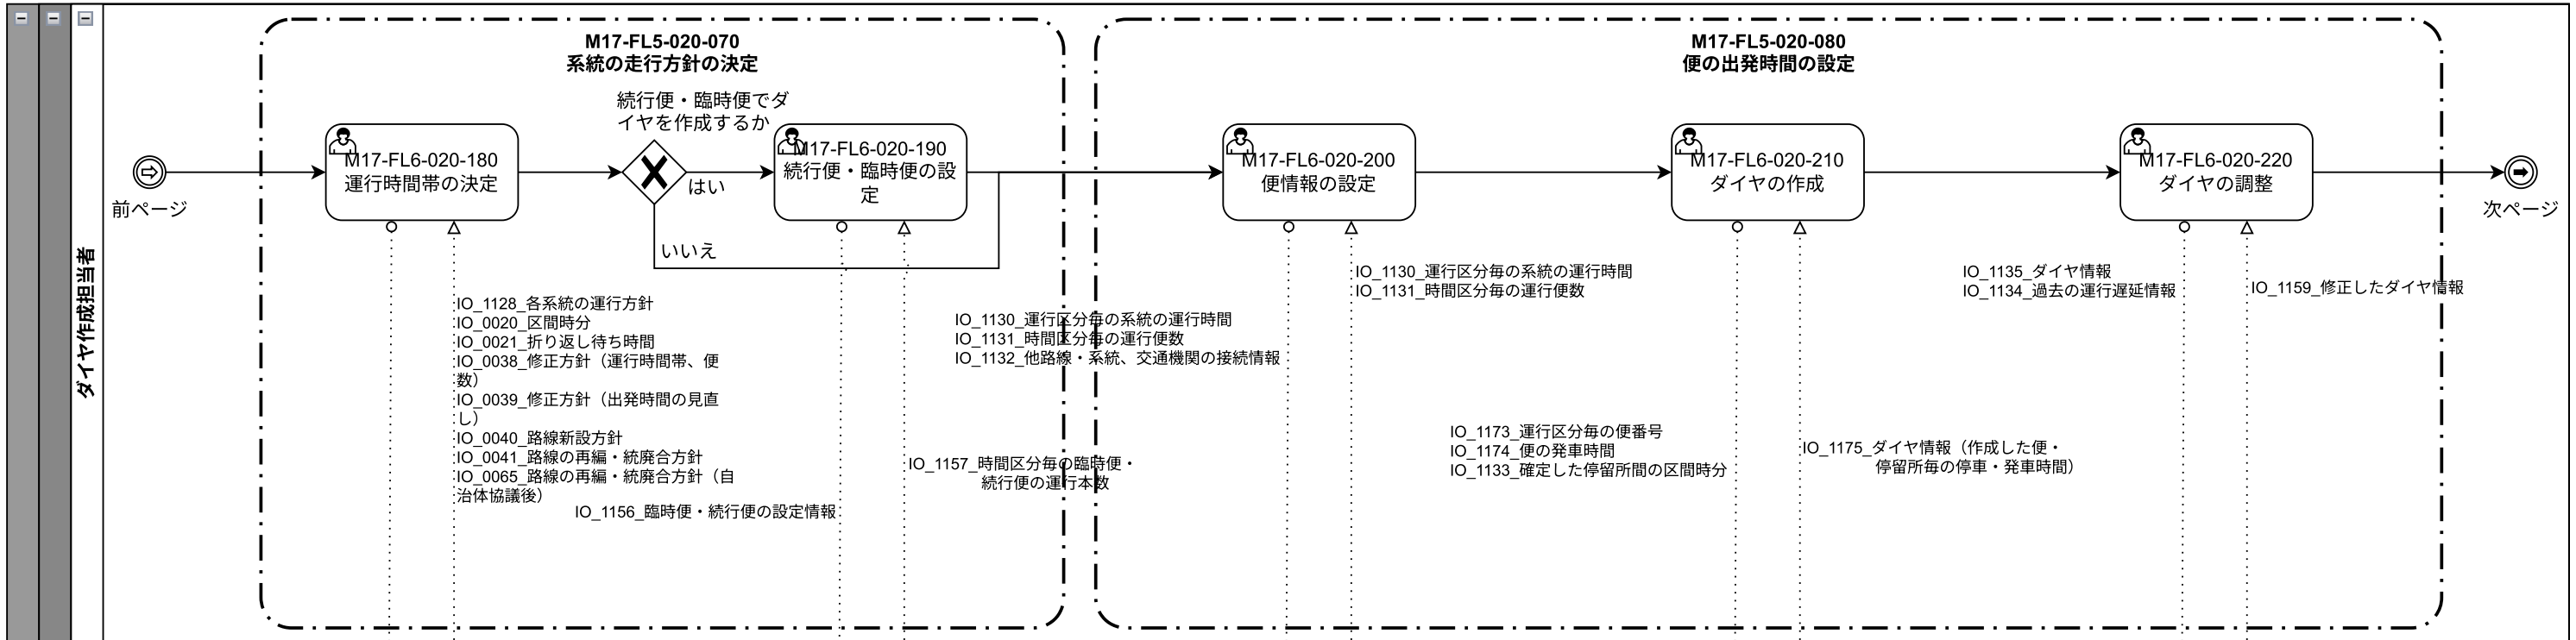 ダイヤ作成担当者
前ページ
M17-FL5-020-070
系統の走行方針の決定
M17-FL6-020-180
運行時間帯の決定
続行便・臨時便でダ
イヤを作成するか
はい
いいえ
M17-FL6-020-190
続行便・臨時便の設
定
IO_1128_各系統の運行方針
IO_0020_区間時分
IO_0021_折り返し待ち時間
IO_0038_修正方針（運行時間帯、便
数）
IO_0039_修正方針（出発時間の見直
し）
IO_0040_路線新設方針
IO_0041_路線の再編・統廃合方針
IO_0065_路線の再編・統廃合方針（自
治体協議後）
IO_1156_臨時便・続行便の設定情報
IO_1157_時間区分毎の臨時便・
続行便の運行本数
M17-FL5-020-080
便の出発時間の設定
M17-FL6-020-200
便情報の設定
IO_1130_運行区分毎の系統の運行時間
IO_1131_時間区分毎の運行便数
IO_1132_他路線・系統、交通機関の接続情報
IO_1130_運行区分毎の系統の運行時間
IO_1131_時間区分毎の運行便数
M17-FL6-020-210
ダイヤの作成
IO_1173_運行区分毎の便番号
IO_1174_便の発車時間
IO_1133_確定した停留所間の区間時分
IO_1175_ダイヤ情報（作成した便・
停留所毎の停車・発車時間）
M17-FL6-020-220
ダイヤの調整
IO_1135_ダイヤ情報
IO_1134_過去の運行遅延情報
IO_1159_修正したダイヤ情報
次ページ